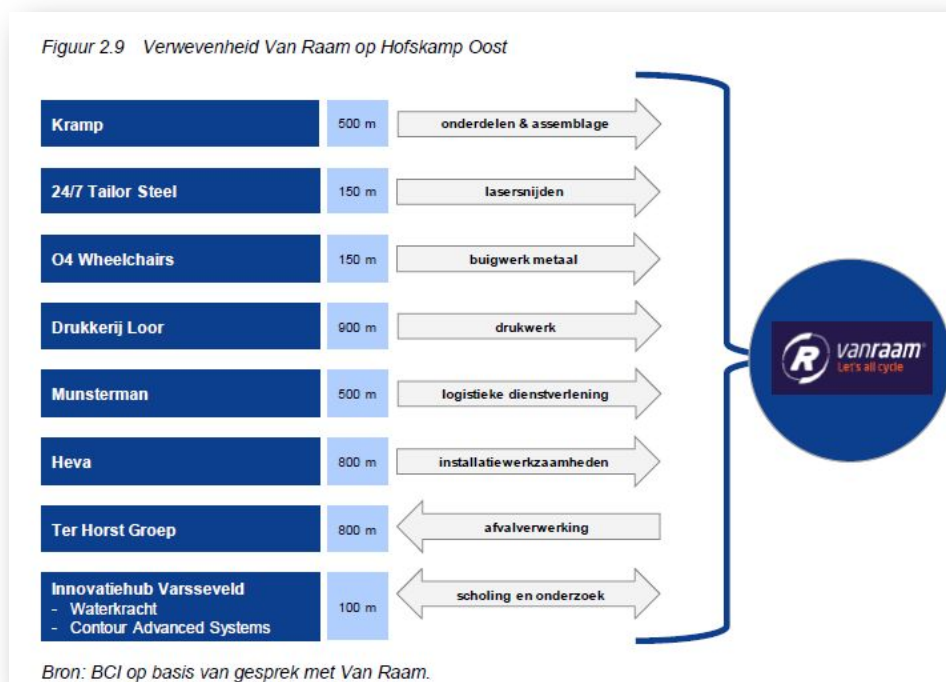 Figuur 2.9 Verwevenheid Van Raam op Hofskamp Oost
Kramp 500 m onderdelen & assemblage
24/7 Tailor Steel 150 m lasersnijden
O4 Wheelchairs 150 m buigwerk metaal
Drukkerij Loor 900 m drukwerk
Munsterman 500 m logistieke dienstverlening
Heva 800 m installatiewerkzaamheden
Ter Horst Groep 800 m afvalverwerking
Innovatiehub Varsseveld
- Waterkracht
- Contour Advanced Systems
100 m scholing en onderzoek
R vanraam®
Let's all cycle
Bron: BCI op basis van gesprek met Van Raam.